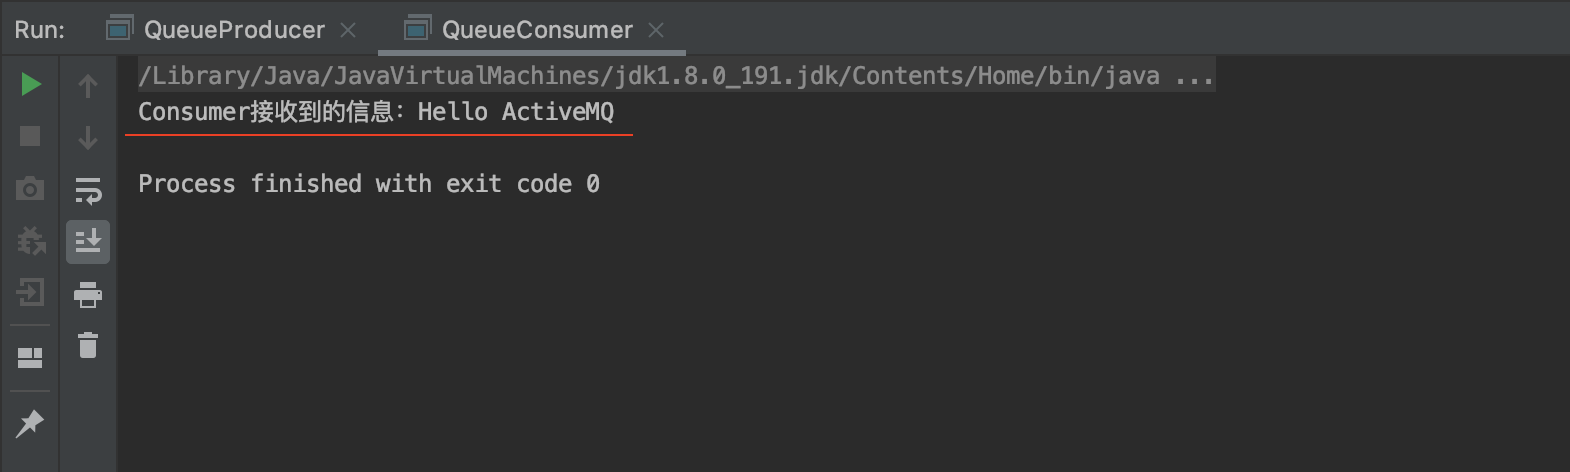 Run: QueueProducer QueueConsumer
/Library/Java/JavaVirtualMachines/jdk1.8.0_191.jdk/Contents/Home/bin/java ...
Consumer接收到的信息：Hello ActiveMQ
Process finished with exit code 0